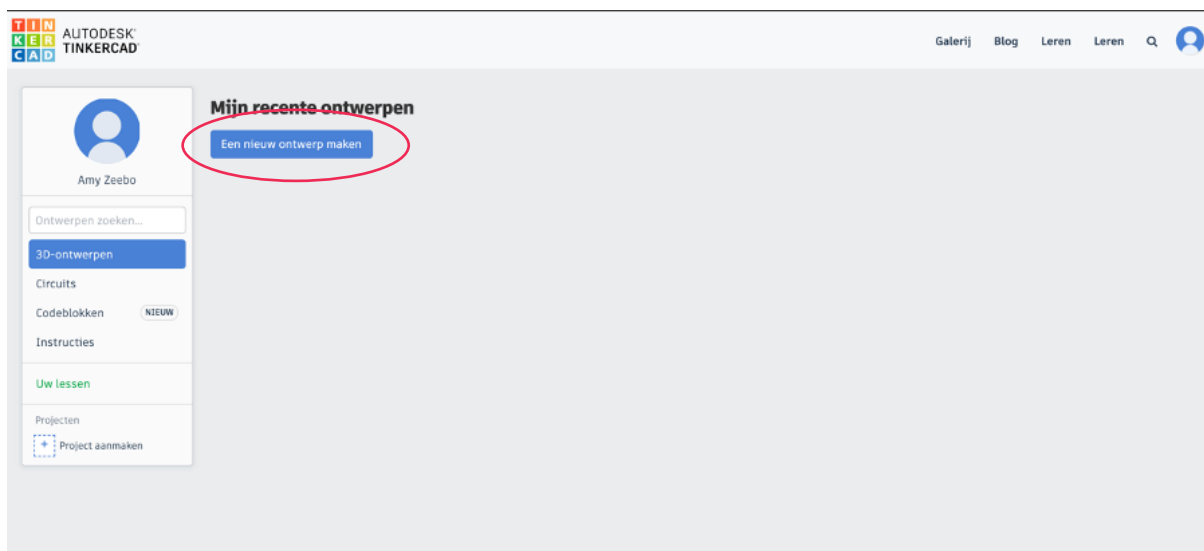 TIN
KER
CAD
AUTODESK®
TINKERCAD®
Galerij Blog Leren Leren
Amy Zeebo
Ontwerpen zoeken...
3D-ontwerpen
Circuits
Codeblokken NIEUW
Instructies
Uw lessen
Projecten
+ Project aanmaken
Mijn recente ontwerpen
Een nieuw ontwerp maken